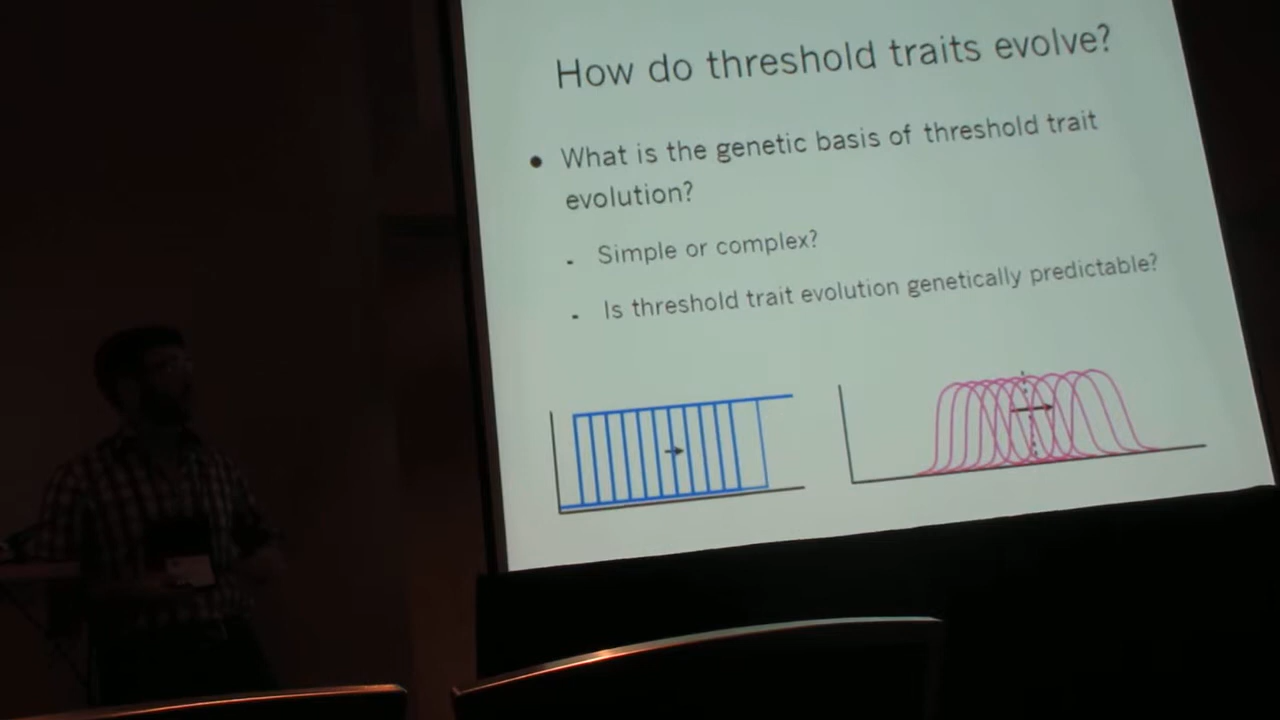 How do threshold traits evolve?
• What is the genetic basis of threshold trait
evolution?
- Simple or complex?
- Is threshold trait evolution genetically predictable?